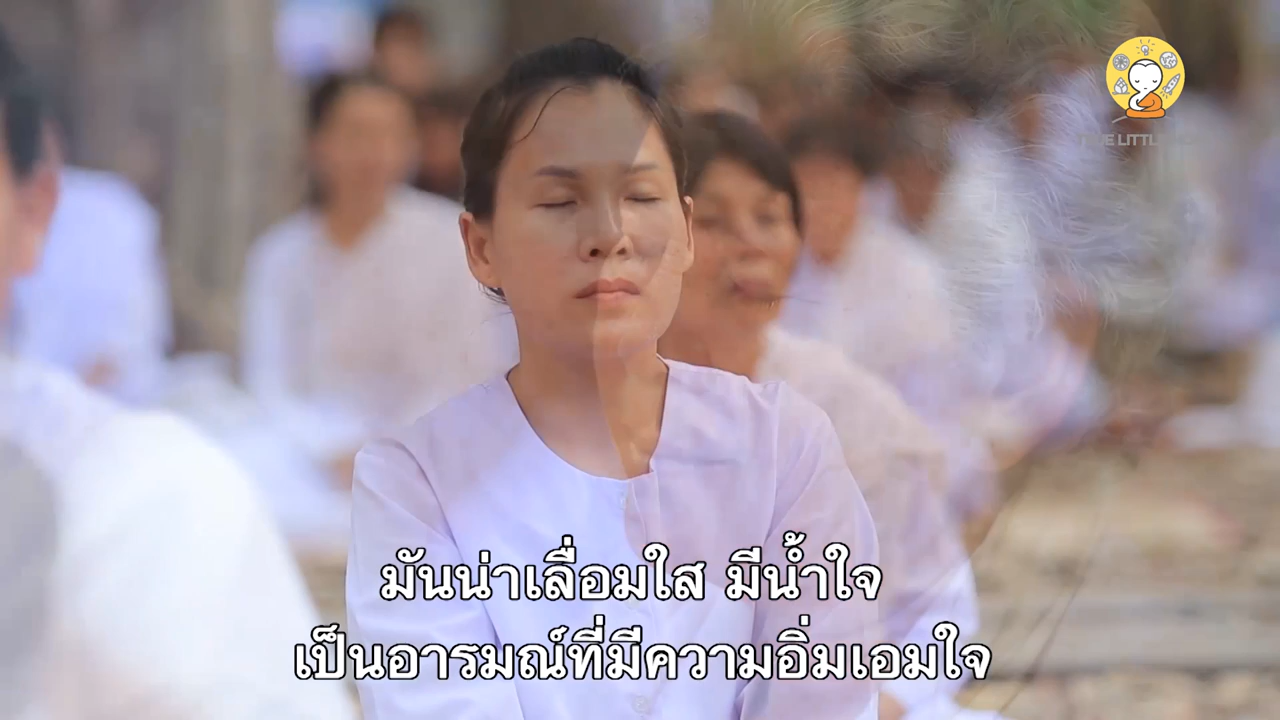 มันน่าเลื่อมใส มีน้ำใจ
เป็นอารมณ์ที่มีความอิ่มเอมใจ